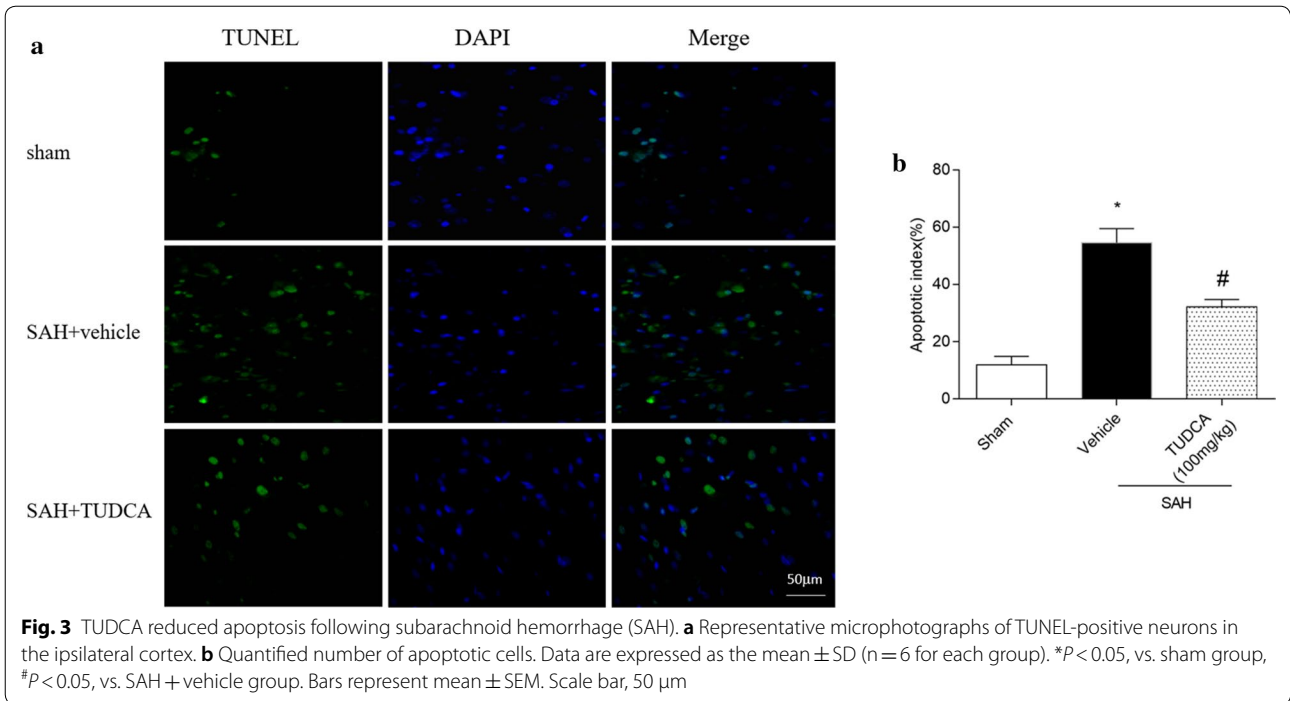 a
TUNEL DAPI Merge
sham
SAH+vehicle
SAH+TUDCA
50μm
b
Apoptotic index(%)
80
60
40
20
0
*
#
Sham
Vehicle
TUDCA
(100mg/kg)
SAH
Fig. 3 TUDCA reduced apoptosis following subarachnoid hemorrhage (SAH). a Representative microphotographs of TUNEL-positive neurons in
the ipsilateral cortex. b Quantified number of apoptotic cells. Data are expressed as the mean ± SD (n = 6 for each group). *P < 0.05, vs. sham group,
#P < 0.05, vs. SAH + vehicle group. Bars represent mean ± SEM. Scale bar, 50 μm